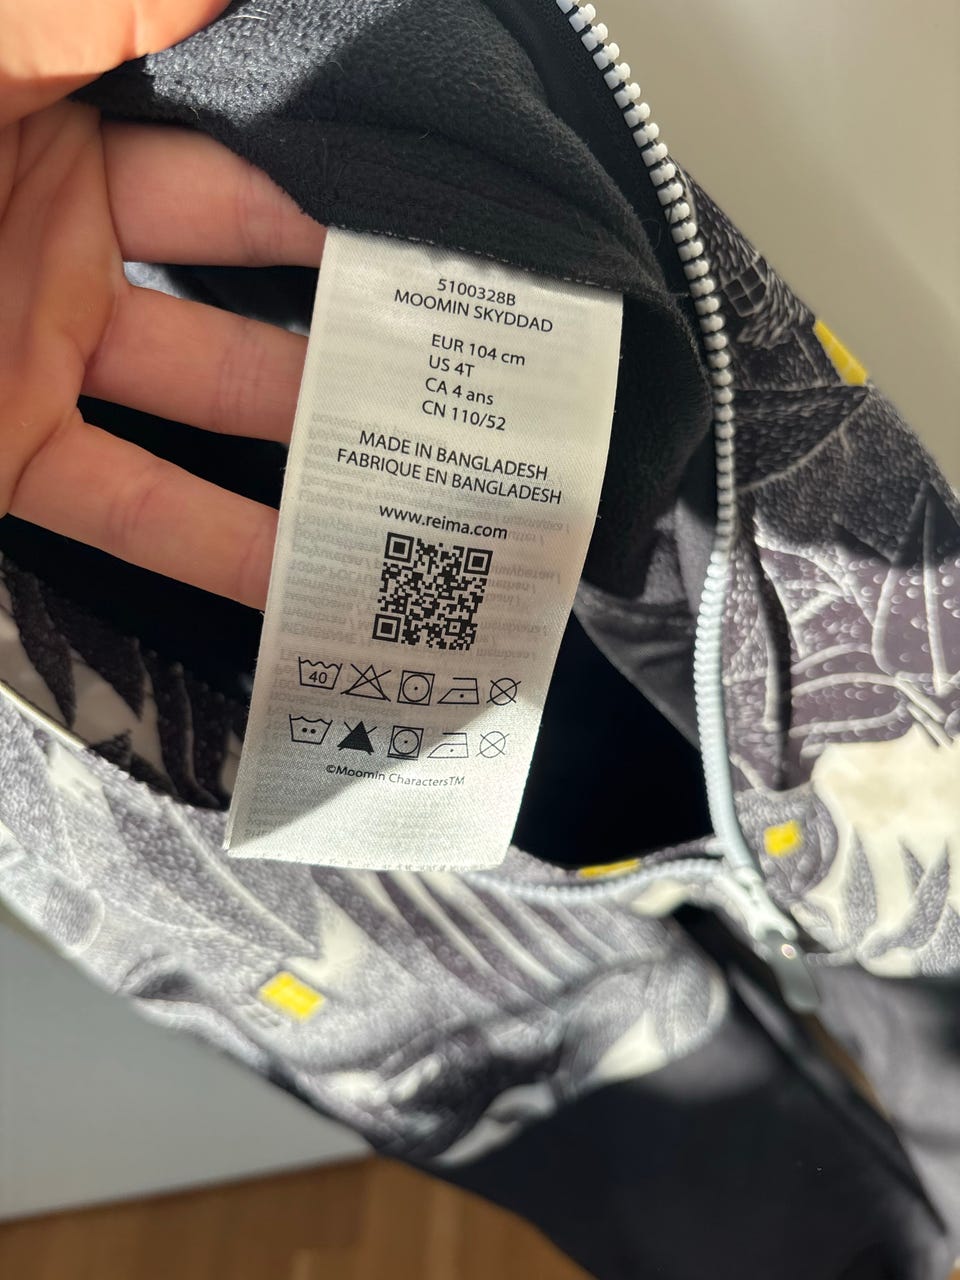 5100328B
MOOMIN SKYDDAD
EUR 104 cm
US 4T
CA 4 ans
CN 110/52
MADE IN BANGLADESH
FABRIQUE EN BANGLADESH
www.reima.com
40
©Moomin Characters™